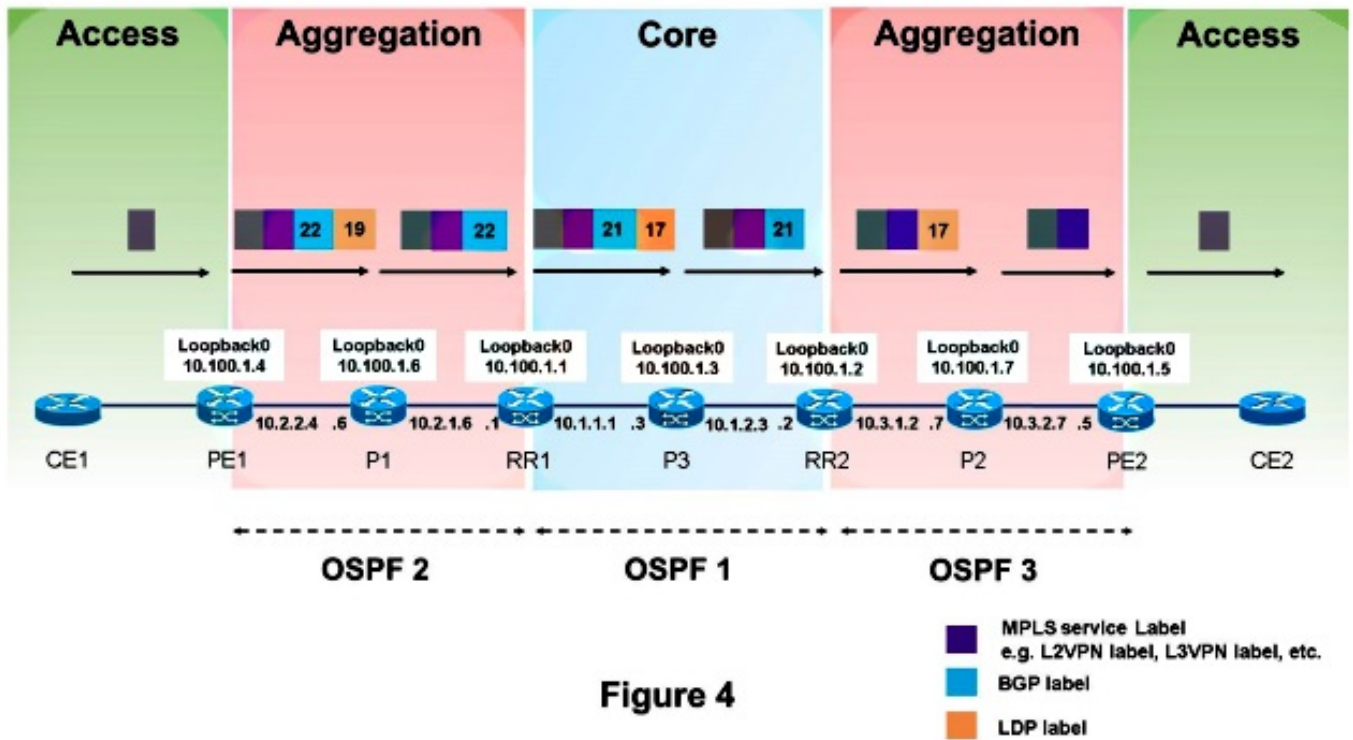 Access
Aggregation
Core
Aggregation
Access
22 19
22
21 17
21
17
Loopback0
10.100.1.4
Loopback0
10.100.1.6
Loopback0
10.100.1.1
Loopback0
10.100.1.3
Loopback0
10.100.1.2
Loopback0
10.100.1.7
Loopback0
10.100.1.5
10.2.2.4 .6
10.2.1.6 .1
10.1.1.1 .3
10.1.2.3 .2
10.3.1.2 .7
10.3.2.7 .5
CE1
PE1
P1
RR1
P3
RR2
P2
PE2
CE2
OSPF 2
OSPF 1
OSPF 3
MPLS service Label
e.g. L2VPN label, L3VPN label, etc.
BGP label
LDP label
Figure 4